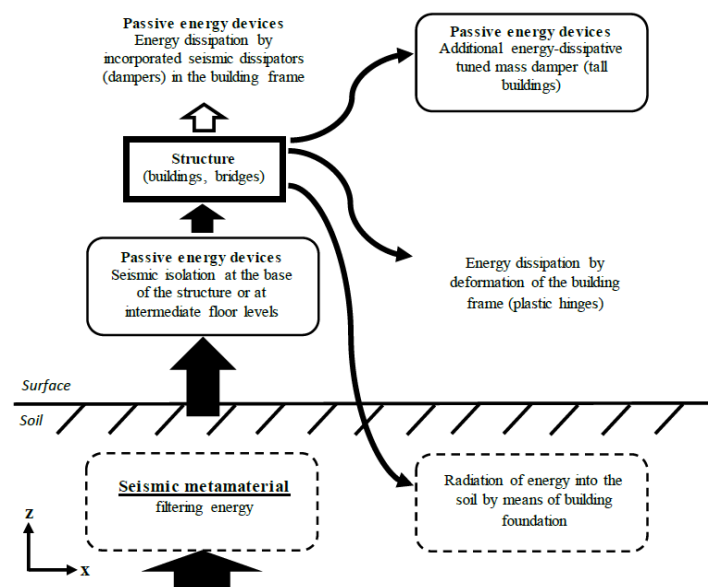 Passive energy devices
Energy dissipation by
incorporated seismic dissipators
(dampers) in the building frame
Passive energy devices
Additional energy-dissipative
tuned mass damper (tall
buildings)
Structure
(buildings, bridges)
Passive energy devices
Seismic isolation at the base
of the structure or at
intermediate floor levels
Energy dissipation by
deformation of the building
frame (plastic hinges)
Surface
Soil
Seismic metamaterial
filtering energy
Radiation of energy into the
soil by means of building
foundation
z
x